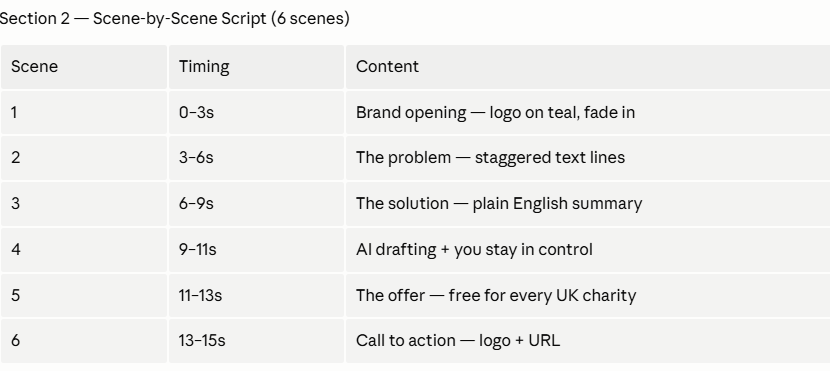 Section 2 — Scene-by-Scene Script (6 scenes)
Scene Timing Content
1 0–3s Brand opening — logo on teal, fade in
2 3–6s The problem — staggered text lines
3 6–9s The solution — plain English summary
4 9–11s AI drafting + you stay in control
5 11–13s The offer — free for every UK charity
6 13–15s Call to action — logo + URL